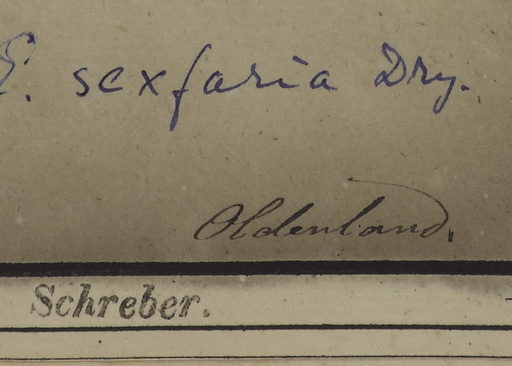 E. sexfaria Dry.
Oldenland.
Schreber.